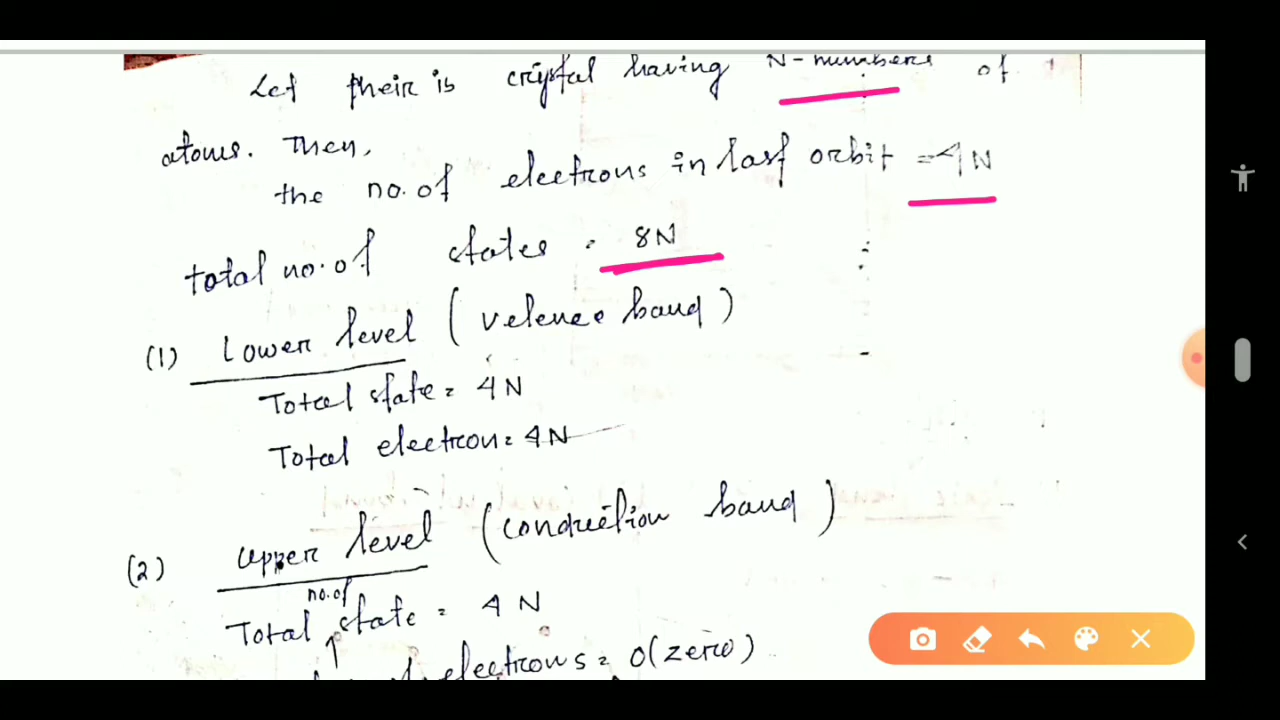 Let their is crystal having N-numbers of
atoms. Then,
the no. of electrons in last orbit = 4N
total no. of states = 8N
(1) Lower level (velence band)
Total state = 4N
Total electron = 4N
(2) upper level (conduction band)
no. of
Total state = 4N
electrons = 0 (zero)